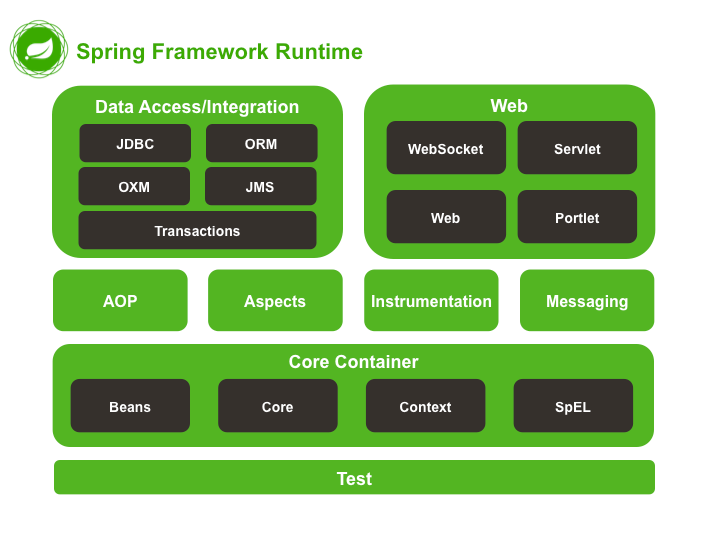 Spring Framework Runtime
Data Access/Integration
JDBC
ORM
OXM
JMS
Transactions
Web
WebSocket
Servlet
Web
Portlet
AOP
Aspects
Instrumentation
Messaging
Core Container
Beans
Core
Context
SpEL
Test